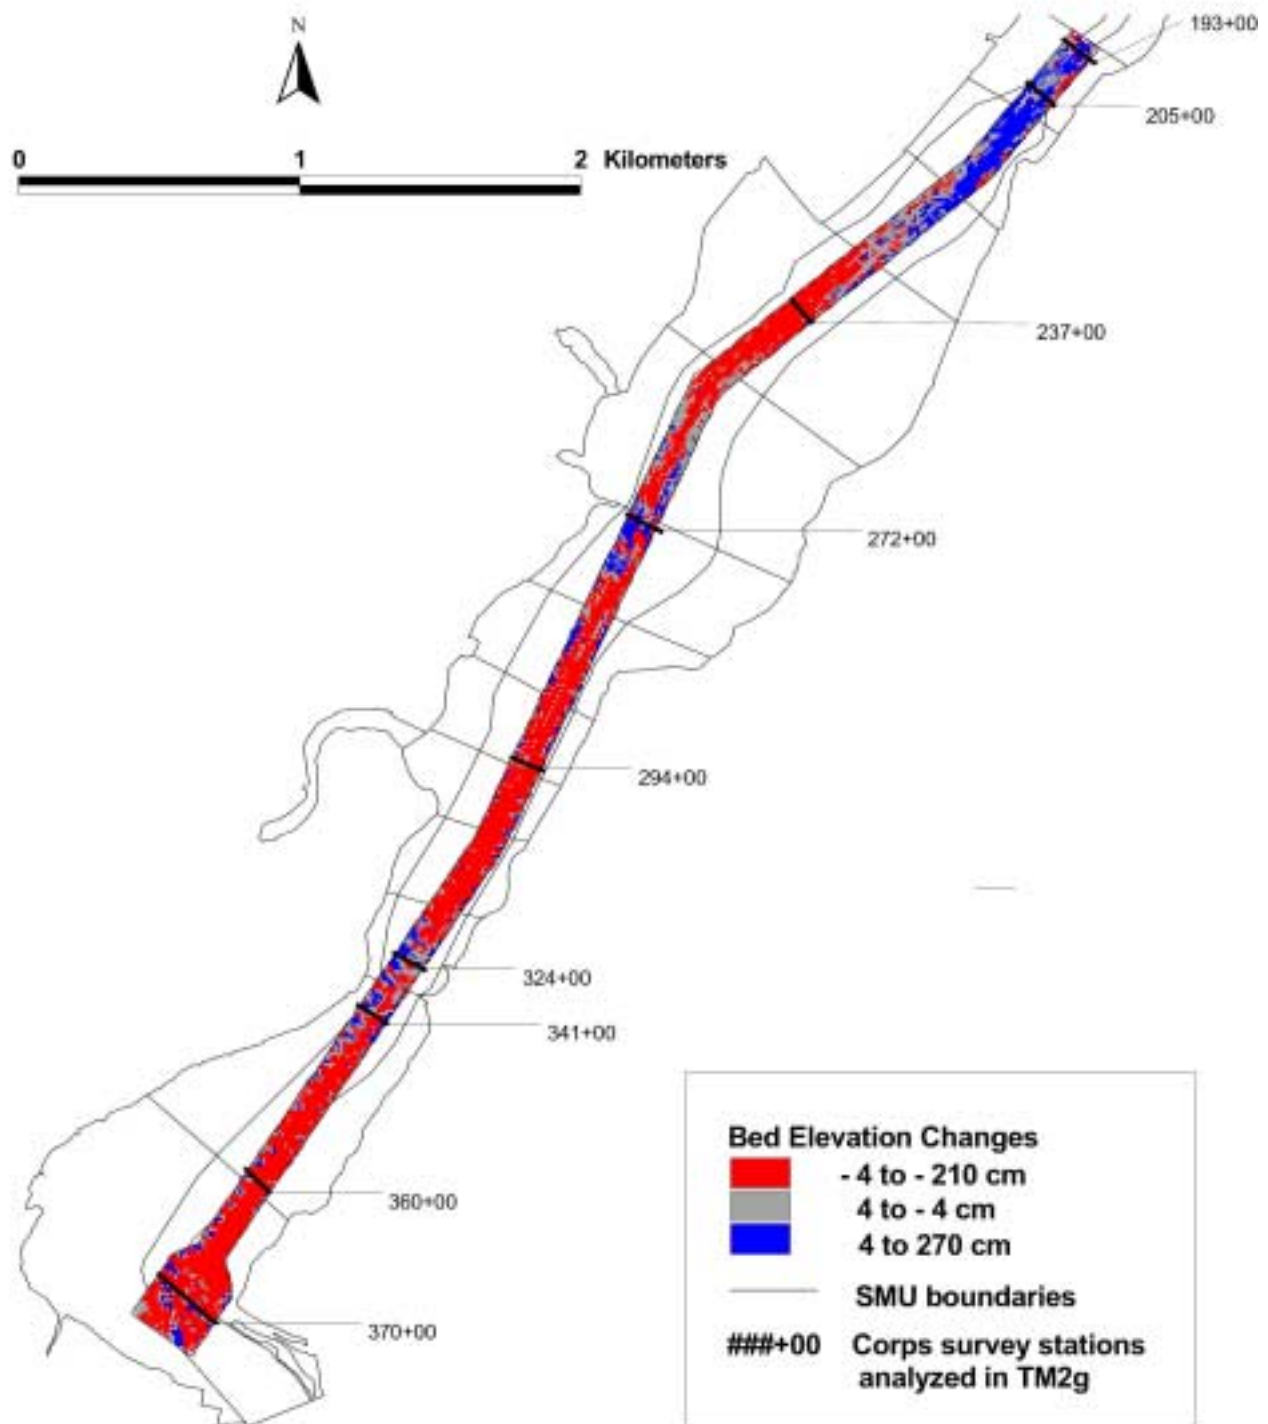 N
193+00
205+00
0 1 2 Kilometers
237+00
272+00
294+00
324+00
341+00
360+00
370+00
Bed Elevation Changes
- 4 to - 210 cm
4 to - 4 cm
4 to 270 cm
SMU boundaries
###+00 Corps survey stations
analyzed in TM2g